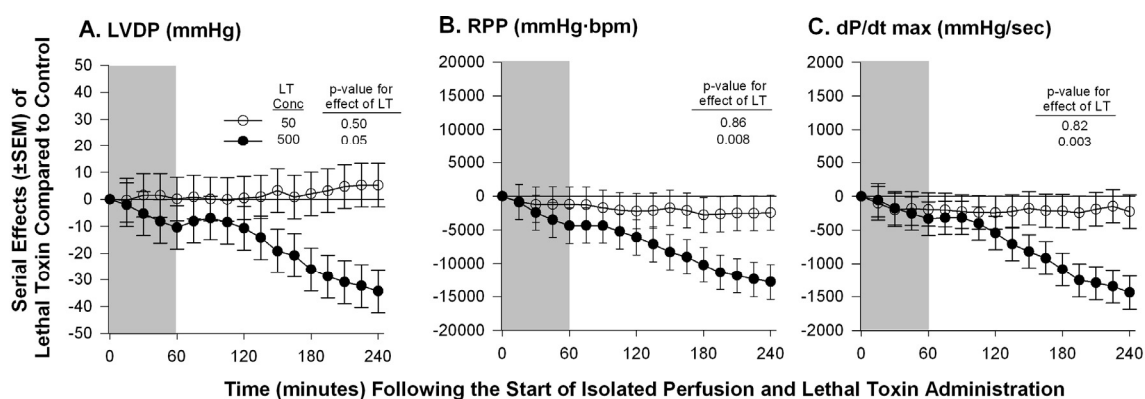 A. LVDP (mmHg)
B. RPP (mmHg·bpm)
C. dP/dt max (mmHg/sec)
Serial Effects (±SEM) of
Lethal Toxin Compared to Control
50
40
30
20
10
0
-10
-20
-30
-40
-50
LT
Conc
p-value for
effect of LT
50 0.50
500 0.05
0 60 120 180 240
20000
15000
10000
5000
0
-5000
-10000
-15000
-20000
p-value for
effect of LT
0.86
0.008
0 60 120 180 240
2000
1500
1000
500
0
-500
-1000
-1500
-2000
p-value for
effect of LT
0.82
0.003
0 60 120 180 240
Time (minutes) Following the Start of Isolated Perfusion and Lethal Toxin Administration